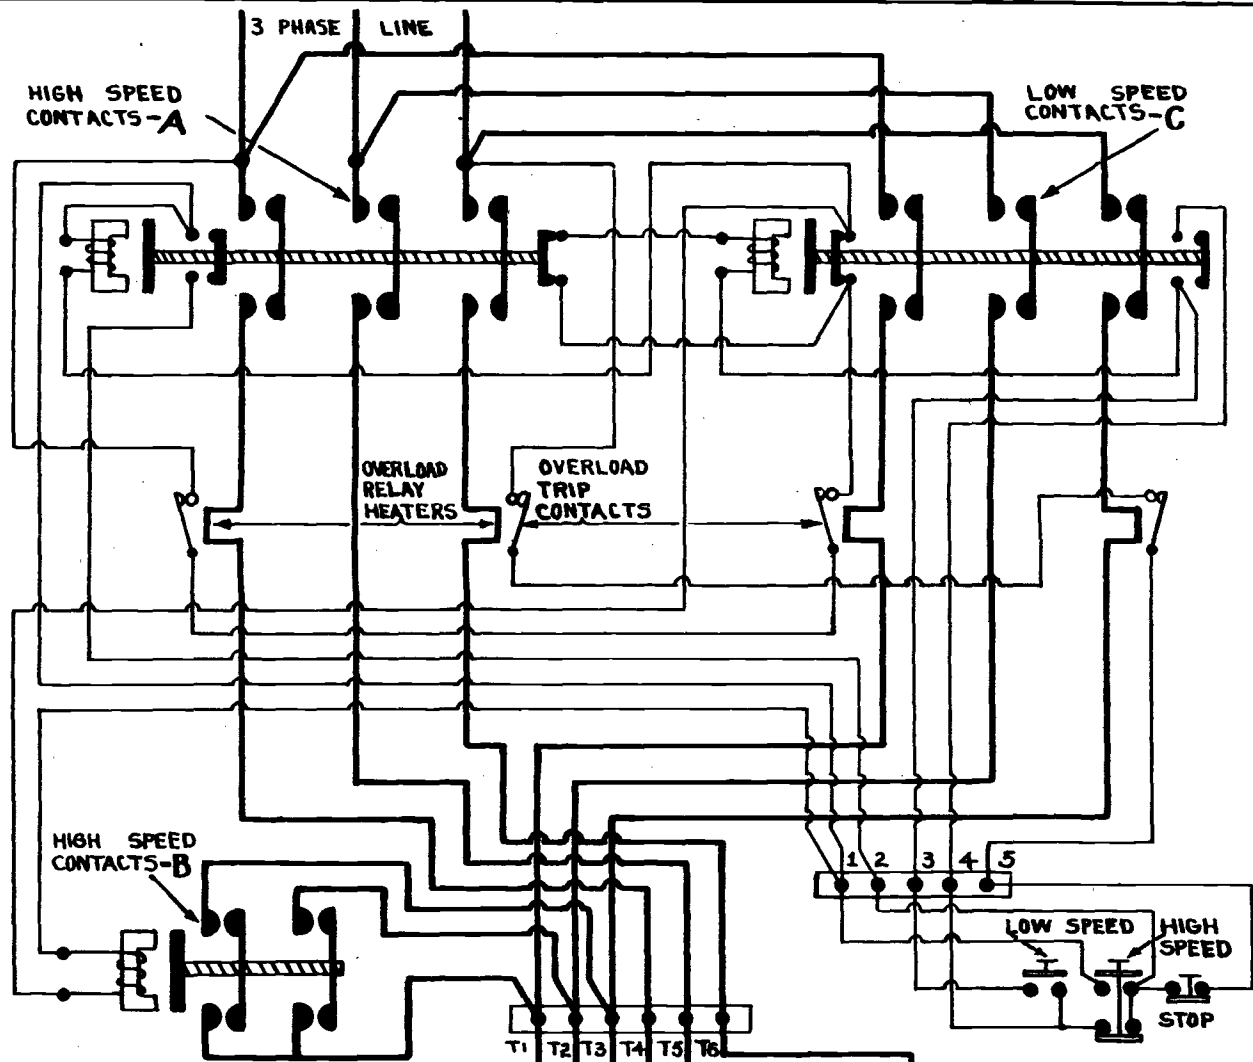 3 PHASE LINE
HIGH SPEED
CONTACTS-A
LOW SPEED
CONTACTS-C
OVERLOAD
RELAY
HEATERS
OVERLOAD
TRIP
CONTACTS
HIGH SPEED
CONTACTS-B
1 2 3 4 5
LOW SPEED
HIGH
SPEED
STOP
T1 T2 T3 T4 T5 T6